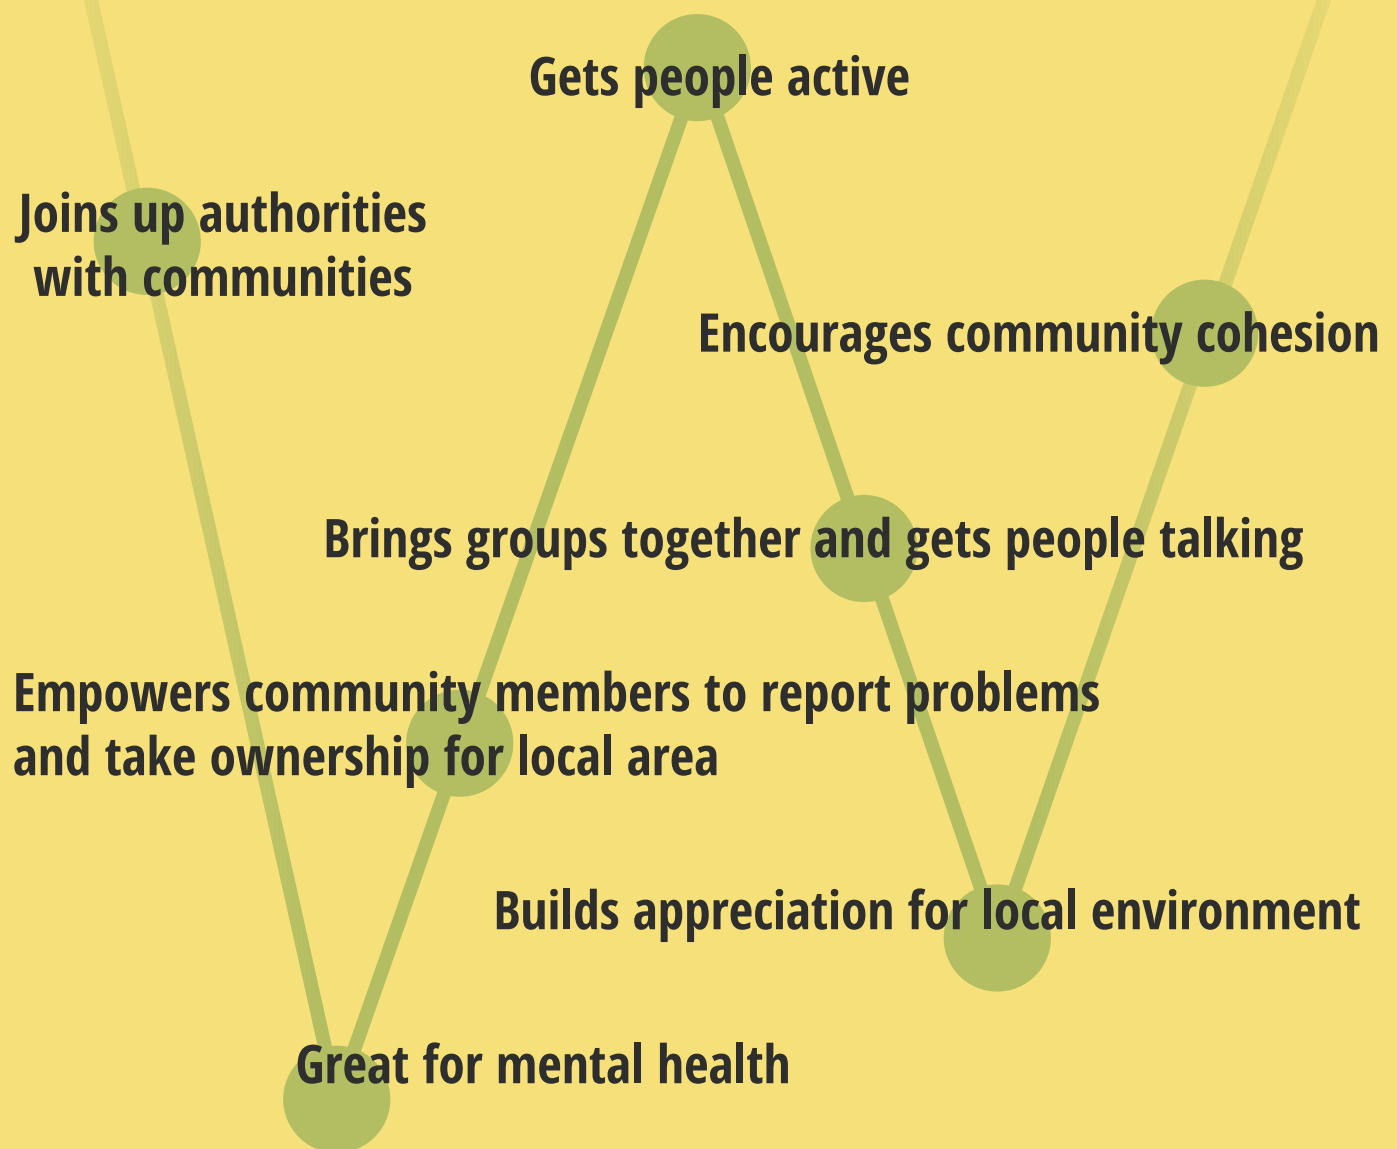 Gets people active
Joins up authorities
with communities
Encourages community cohesion
Brings groups together and gets people talking
Empowers community members to report problems
and take ownership for local area
Builds appreciation for local environment
Great for mental health